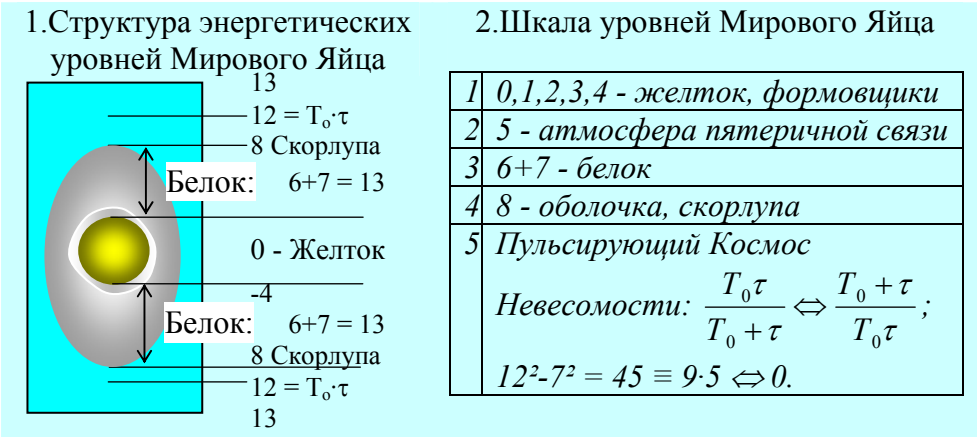 1.Структура энергетических
уровней Мирового Яйца
13
12 = Tₒ·τ
8 Скорлупа
Белок: 6+7 = 13
0 - Желток
-4
Белок: 6+7 = 13
8 Скорлупа
12 = Tₒ·τ
13
2.Шкала уровней Мирового Яйца
1 0,1,2,3,4 - желток, формовщики
2 5 - атмосфера пятеричной связи
3 6+7 - белок
4 8 - оболочка, скорлупа
5 Пульсирующий Космос
Невесомости: T₀τ / T₀ + τ ⇔ T₀ + τ / T₀τ ;
12²-7² = 45 ≡ 9·5 ⇔ 0.